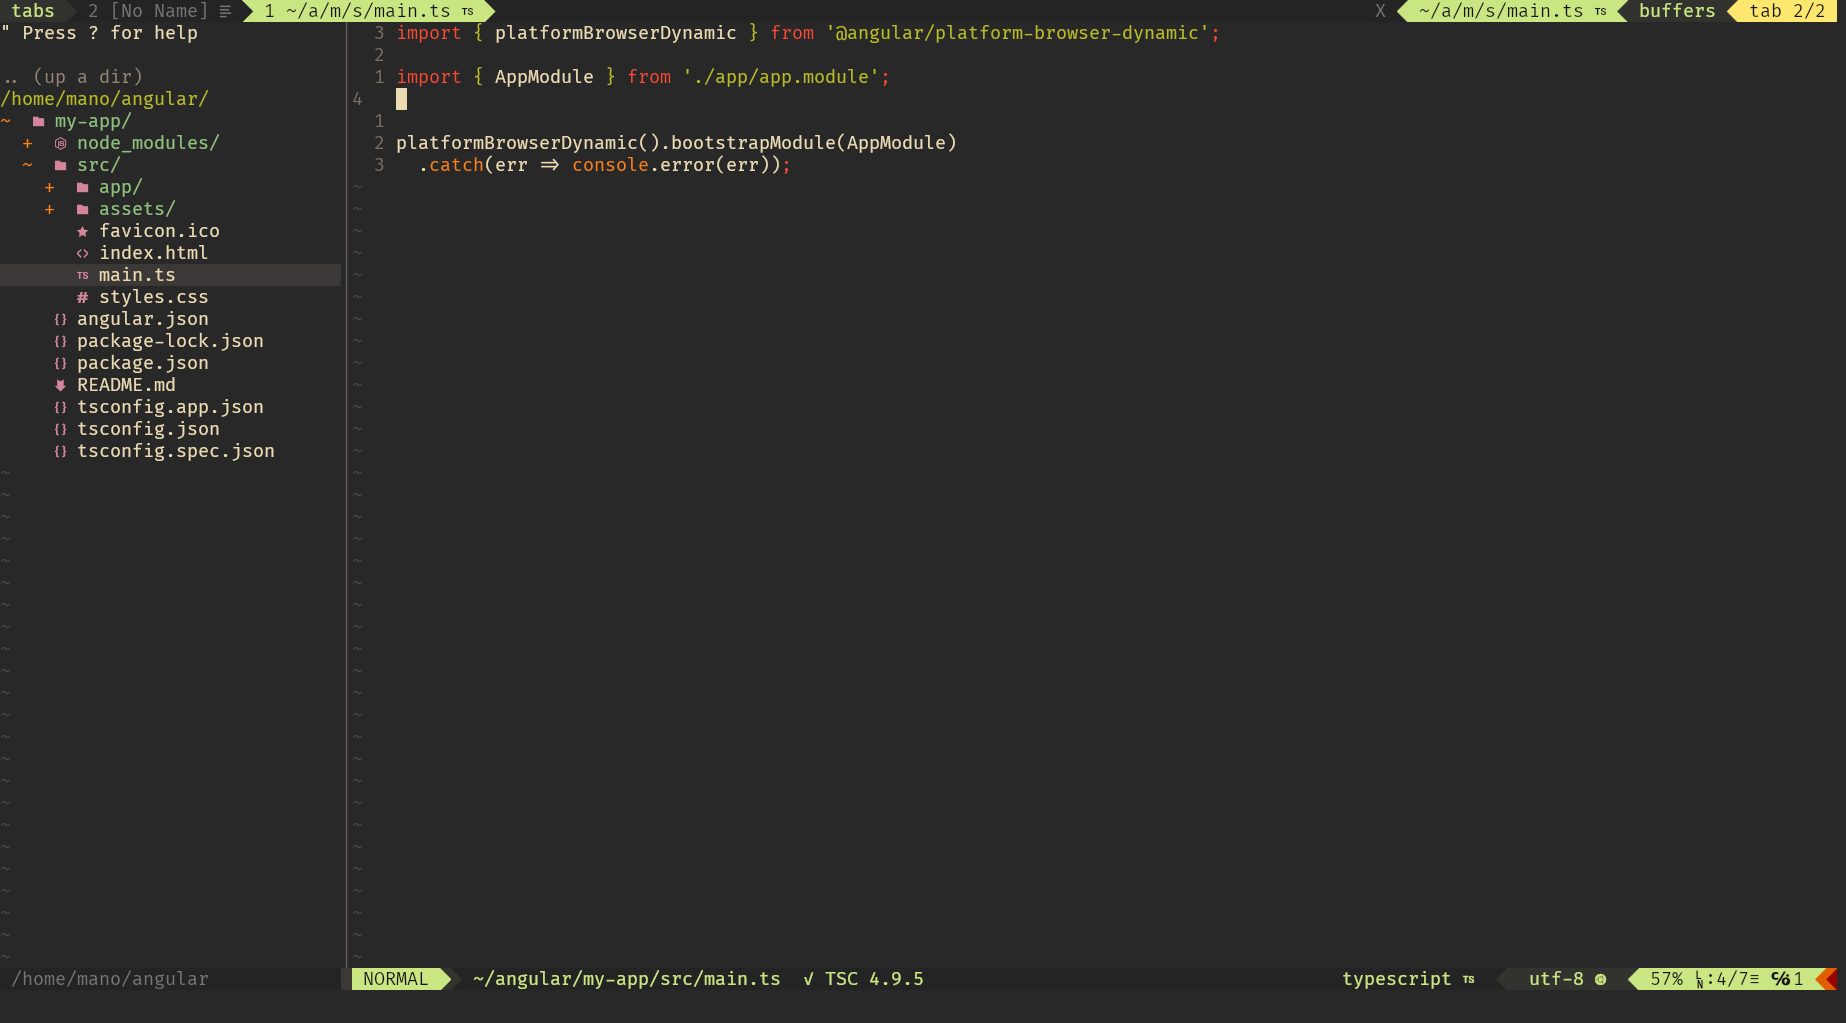 tabs 2 [No Name] 1 ~/a/m/s/main.ts TS X ~/a/m/s/main.ts TS buffers tab 2/2
" Press ? for help
.. (up a dir)
/home/mano/angular/
~ my-app/
+ node_modules/
~ src/
+ app/
+ assets/
favicon.ico
<> index.html
TS main.ts
# styles.css
{} angular.json
{} package-lock.json
{} package.json
README.md
{} tsconfig.app.json
{} tsconfig.json
{} tsconfig.spec.json
3 import { platformBrowserDynamic } from '@angular/platform-browser-dynamic';
2
1 import { AppModule } from './app/app.module';
4
1
2 platformBrowserDynamic().bootstrapModule(AppModule)
3 .catch(err => console.error(err));
/home/mano/angular NORMAL ~/angular/my-app/src/main.ts √ TSC 4.9.5 typescript TS utf-8 57% LN:4/7≡ ℅1